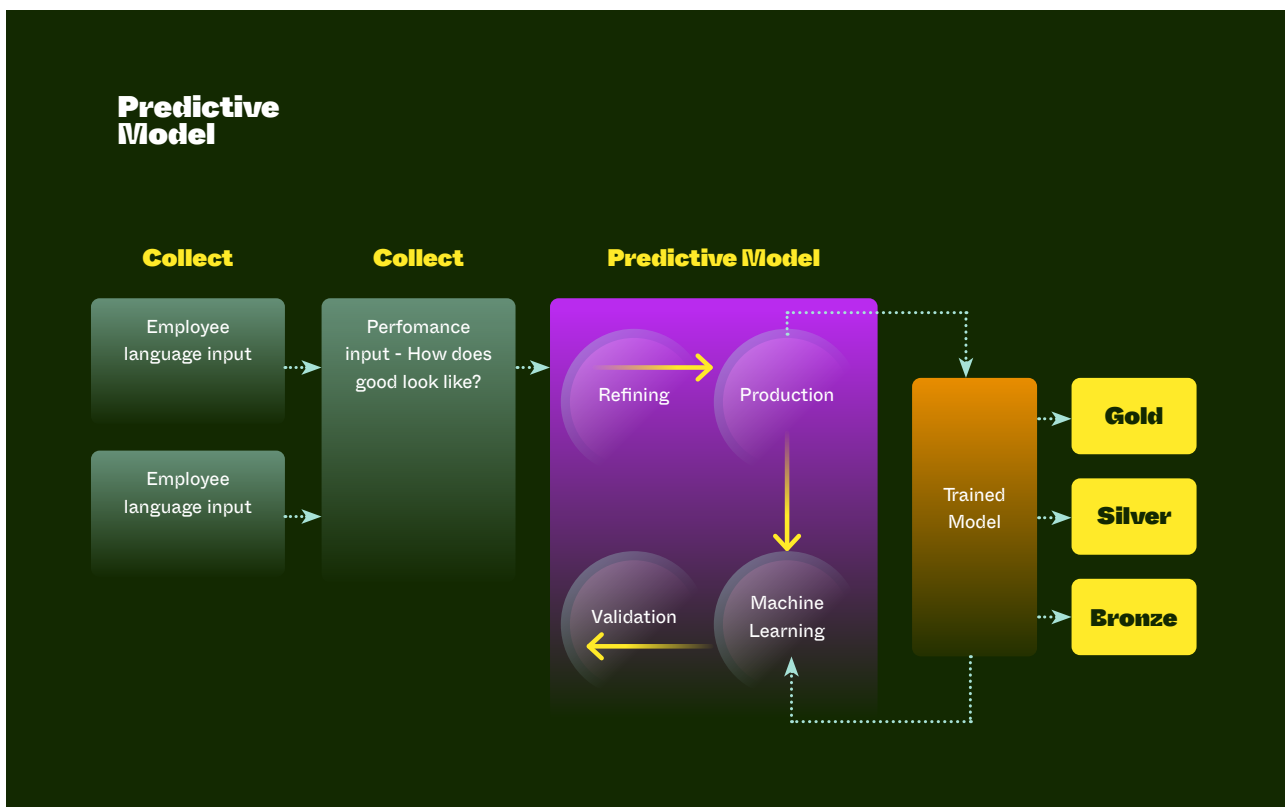 Predictive
Model
Collect
Collect
Predictive Model
Employee
language input
Employee
language input
Perfomance
input - How does
good look like?
Refining
Production
Validation
Machine
Learning
Trained
Model
Gold
Silver
Bronze